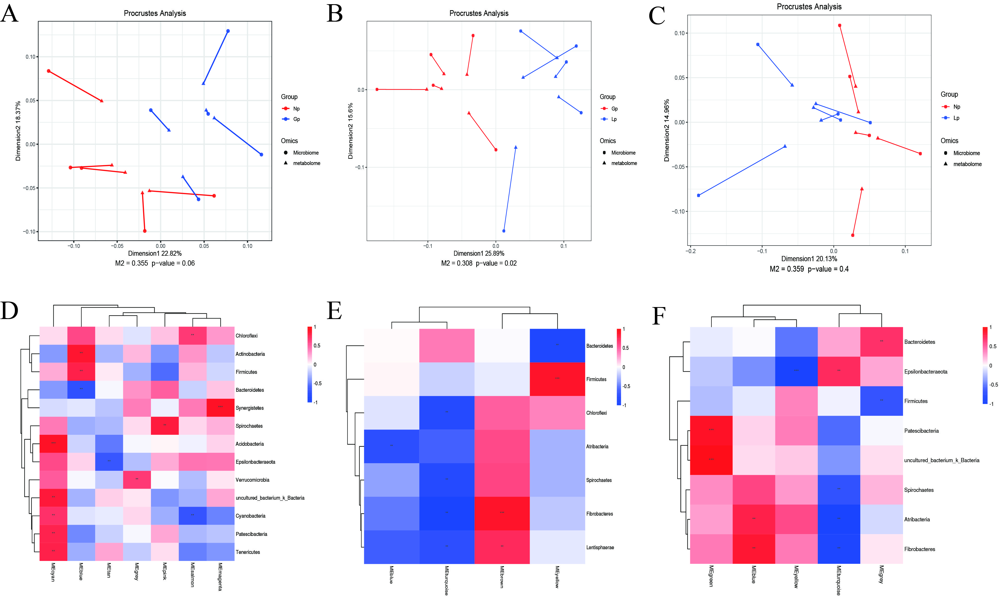 A
Procrustes Analysis
0.10
0.05
0.00
−0.05
−0.10
Dimension2 18.37%
−0.10
−0.05
0.00
0.05
0.10
Dimension1 22.82%
M2 = 0.355 p−value = 0.06
Group
Np
Gp
Omics
Microbiome
metabolome
B
Procrustes Analysis
0.0
−0.1
Dimension2 15.6%
−0.1
0.0
0.1
Dimension1 25.89%
M2 = 0.308 p−value = 0.02
Group
Gp
Lp
Omics
Microbiome
metabolome
C
Procrustes Analysis
0.10
0.05
0.00
−0.05
−0.10
Dimension2 14.96%
−0.2
−0.1
0.0
0.1
Dimension1 20.13%
M2 = 0.359 p−value = 0.4
Group
Np
Lp
Omics
Microbiome
metabolome
D
Chloroflexi
Actinobacteria
Firmicutes
Bacteroidetes
Synergistetes
Spirochaetes
Acidobacteria
Epsilonbacteraeota
Verrucomicrobia
uncultured_bacterium_k_Bacteria
Cyanobacteria
Patescibacteria
Tenericutes
MEcyan
MEblue
MEtan
MEgrey
MEpink
MEsalmon
MEmagenta
1
0.5
0
-0.5
-1
E
Bacteroidetes
Firmicutes
Chloroflexi
Atribacteria
Spirochaetes
Fibrobacteres
Lentisphaerae
MEblue
MEturquoise
MEbrown
MEyellow
1
0.5
0
-0.5
-1
F
Bacteroidetes
Epsilonbacteraeota
Firmicutes
Patescibacteria
uncultured_bacterium_k_Bacteria
Spirochaetes
Atribacteria
Fibrobacteres
MEgreen
MEblue
MEyellow
MEturquoise
MEgrey
1
0.5
0
-0.5
-1